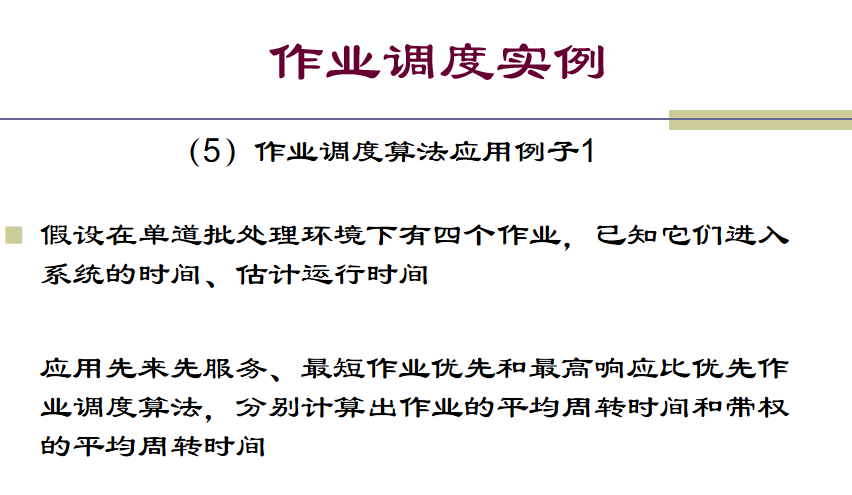 作业调度实例
（5）作业调度算法应用例子1
假设在单道批处理环境下有四个作业，已知它们进入
系统的时间、估计运行时间
应用先来先服务、最短作业优先和最高响应比优先作
业调度算法，分别计算出作业的平均周转时间和带权
的平均周转时间